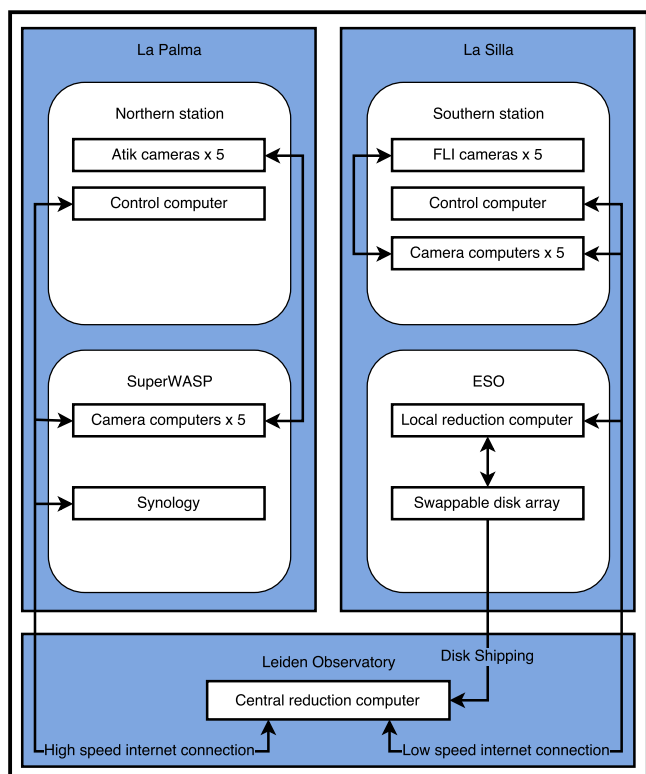 La Palma
Northern station
Atik cameras x 5
Control computer
SuperWASP
Camera computers x 5
Synology
La Silla
Southern station
FLI cameras x 5
Control computer
Camera computers x 5
ESO
Local reduction computer
Swappable disk array
Disk Shipping
Leiden Observatory
Central reduction computer
High speed internet connection
Low speed internet connection